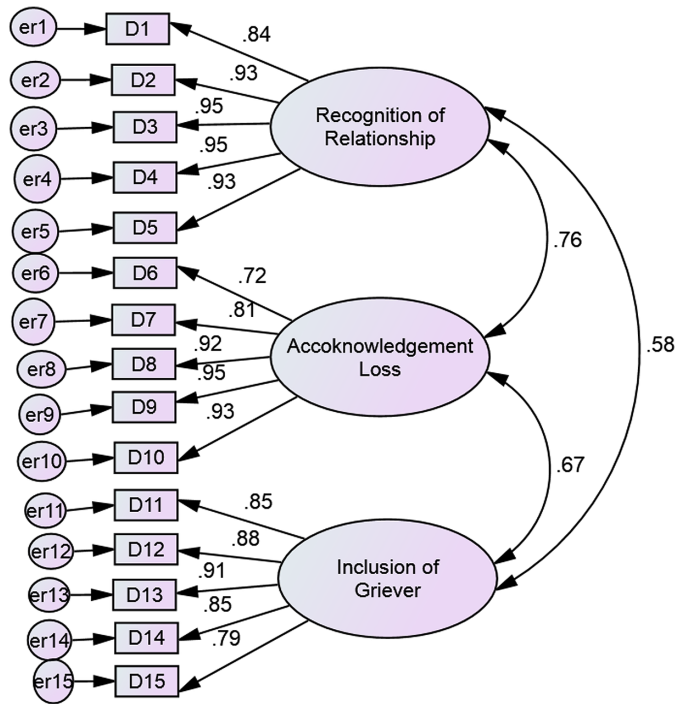 er1
D1
.84
er2
D2
.93
er3
D3
.95
Recognition of
Relationship
er4
D4
.95
er5
D5
.93
.76
er6
D6
.72
er7
D7
.81
er8
D8
.92
Accoknowledgement
Loss
.58
er9
D9
.95
er10
D10
.93
.67
er11
D11
.85
er12
D12
.88
er13
D13
.91
Inclusion of
Griever
er14
D14
.85
er15
D15
.79